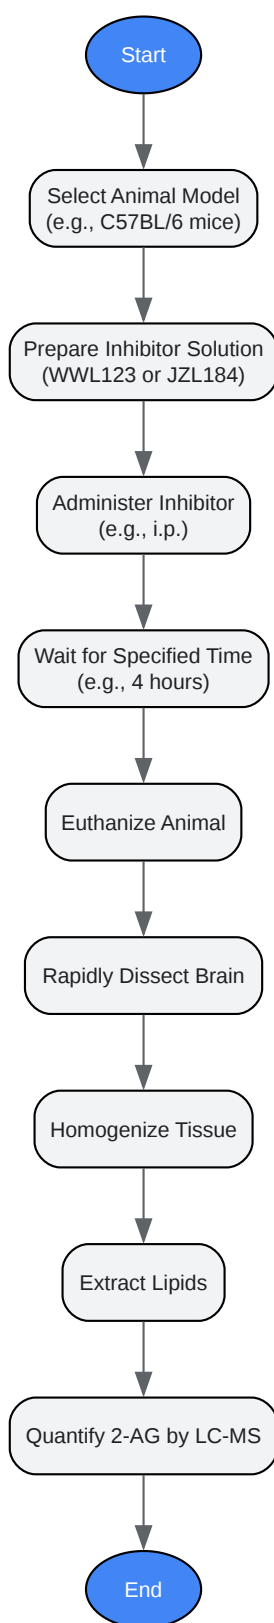 Start
Select Animal Model
(e.g., C57BL/6 mice)
Prepare Inhibitor Solution
(WWL123 or JZL184)
Administer Inhibitor
(e.g., i.p.)
Wait for Specified Time
(e.g., 4 hours)
Euthanize Animal
Rapidly Dissect Brain
Homogenize Tissue
Extract Lipids
Quantify 2-AG by LC-MS
End